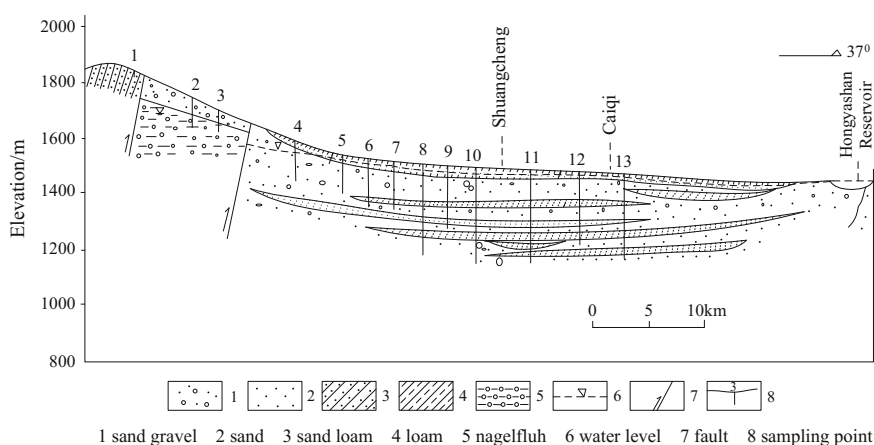 2000
1800
1600
1400
1200
1000
800
Elevation/m
1
2
3
4
5
6
7
8
9
10
11
12
13
Shuangcheng
Caiqi
37⁰
Hongyashan
Reservoir
0 5 10km
1 2 3 4 5 6 7 3 8
1 sand gravel 2 sand 3 sand loam 4 loam 5 nagelfluh 6 water level 7 fault 8 sampling point